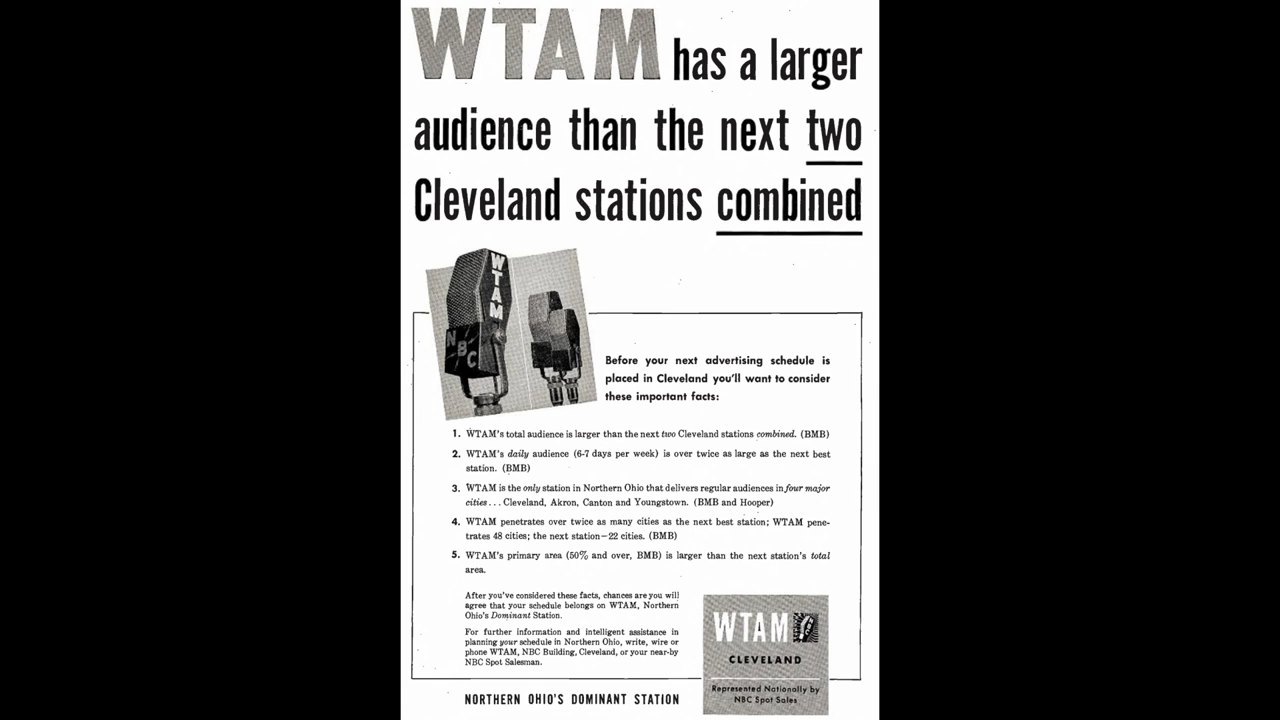 WTAM has a larger
audience than the next two
Cleveland stations combined
WTAM
NBC
Before your next advertising schedule is
placed in Cleveland you'll want to consider
these important facts:
1. WTAM's total audience is larger than the next two Cleveland stations combined. (BMB)
2. WTAM's daily audience (6-7 days per week) is over twice as large as the next best
station. (BMB)
3. WTAM is the only station in Northern Ohio that delivers regular audiences in four major
cities... Cleveland, Akron, Canton and Youngstown. (BMB and Hooper)
4. WTAM penetrates over twice as many cities as the next best station; WTAM pene-
trates 48 cities; the next station—22 cities. (BMB)
5. WTAM's primary area (50% and over, BMB) is larger than the next station's total
area.
After you've considered these facts, chances are you will
agree that your schedule belongs on WTAM, Northern
Ohio's Dominant Station.
For further information and intelligent assistance in
planning your schedule in Northern Ohio, write, wire or
phone WTAM, NBC Building, Cleveland, or your near-by
NBC Spot Salesman.
NORTHERN OHIO'S DOMINANT STATION
WTAM
CLEVELAND
Represented Nationally by
NBC Spot Sales